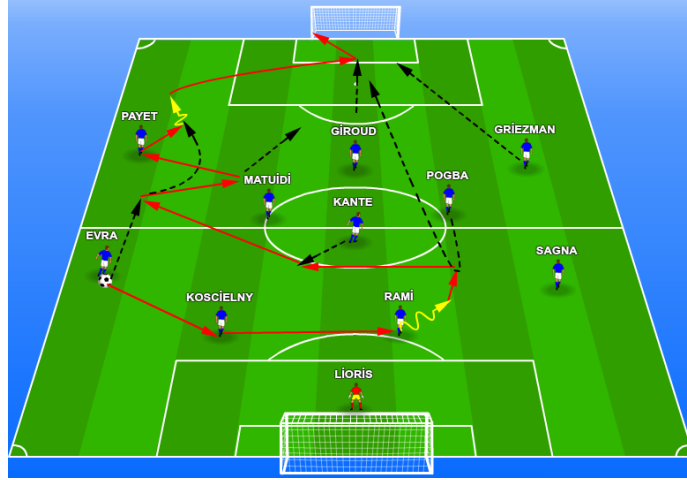 PAYET
GİROUD
GRİEZMAN
MATUİDİ
POGBA
KANTE
EVRA
SAGNA
KOSCİELNY
RAMİ
LİORİS